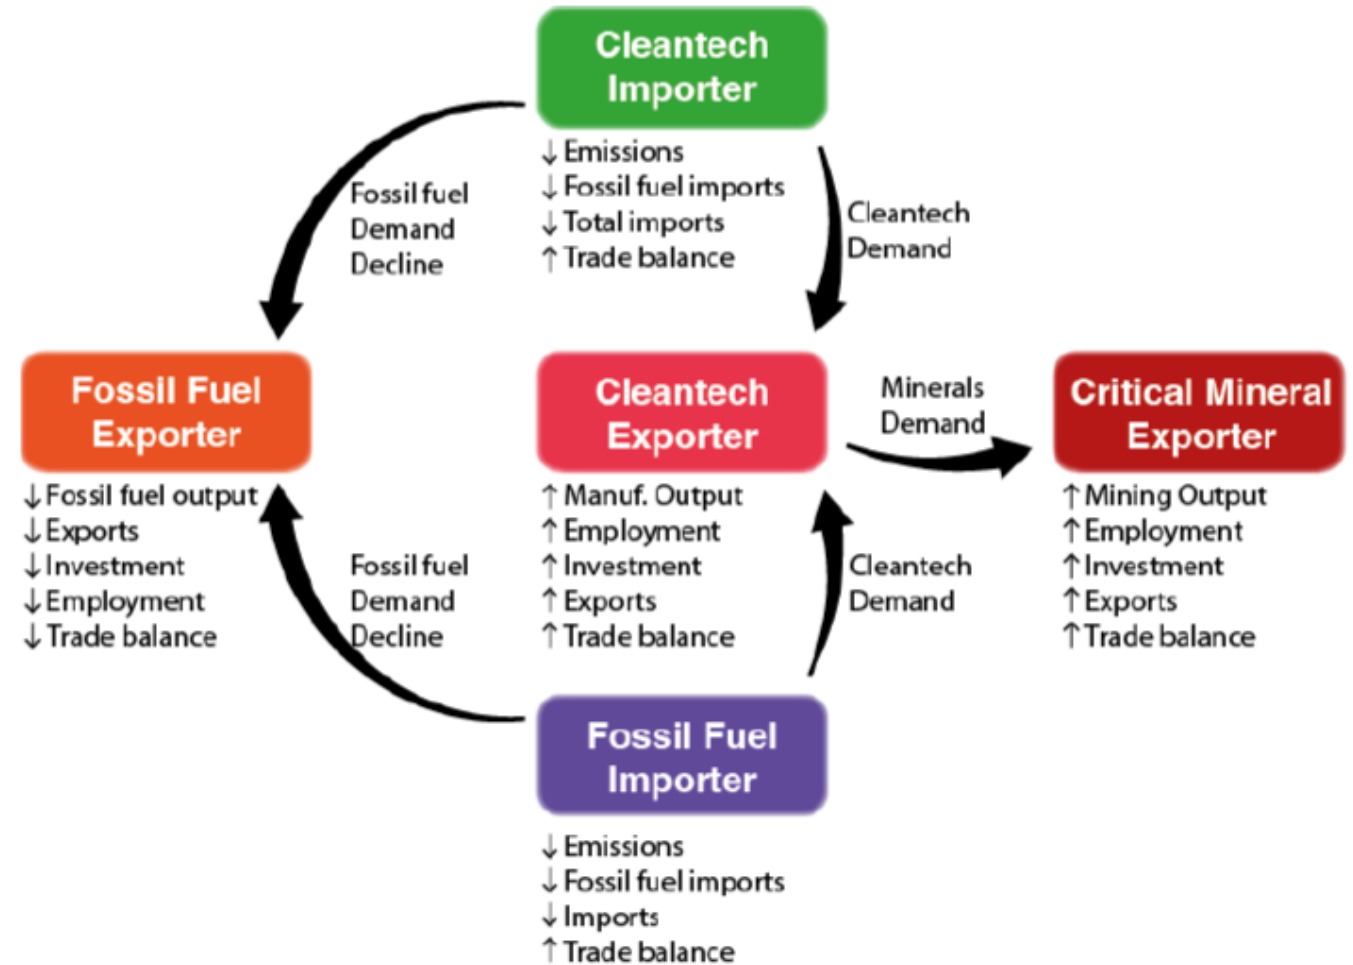 Cleantech
Importer
↓ Emissions
↓ Fossil fuel imports
↓ Total imports
↑ Trade balance
Fossil fuel
Demand
Decline
Cleantech
Demand
Fossil Fuel
Exporter
↓ Fossil fuel output
↓ Exports
↓ Investment
↓ Employment
↓ Trade balance
Cleantech
Exporter
↑ Manuf. Output
↑ Employment
↑ Investment
↑ Exports
↑ Trade balance
Minerals
Demand
Critical Mineral
Exporter
↑ Mining Output
↑ Employment
↑ Investment
↑ Exports
↑ Trade balance
Fossil fuel
Demand
Decline
Cleantech
Demand
Fossil Fuel
Importer
↓ Emissions
↓ Fossil fuel imports
↓ Imports
↑ Trade balance